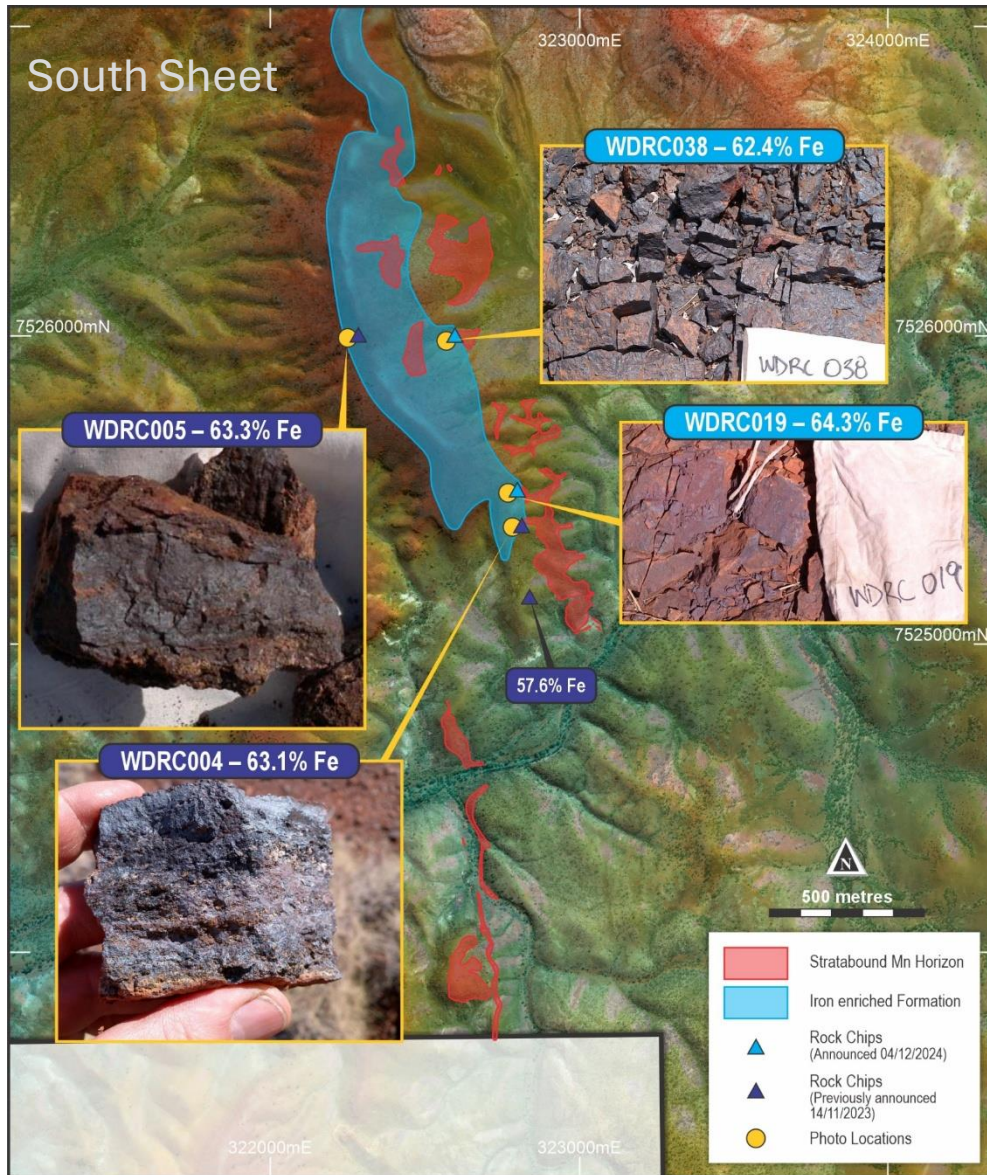 South Sheet
323000mE
324000mE
WDRC038 – 62.4% Fe
WDRC 038
7526000mN
7526000mN
WDRC005 – 63.3% Fe
WDRC019 – 64.3% Fe
WDRC 019
7525000mN
57.6% Fe
WDRC004 – 63.1% Fe
N
500 metres
Stratabound Mn Horizon
Iron enriched Formation
Rock Chips
(Announced 04/12/2024)
Rock Chips
(Previously announced
14/11/2023)
Photo Locations
322000mE
323000mE